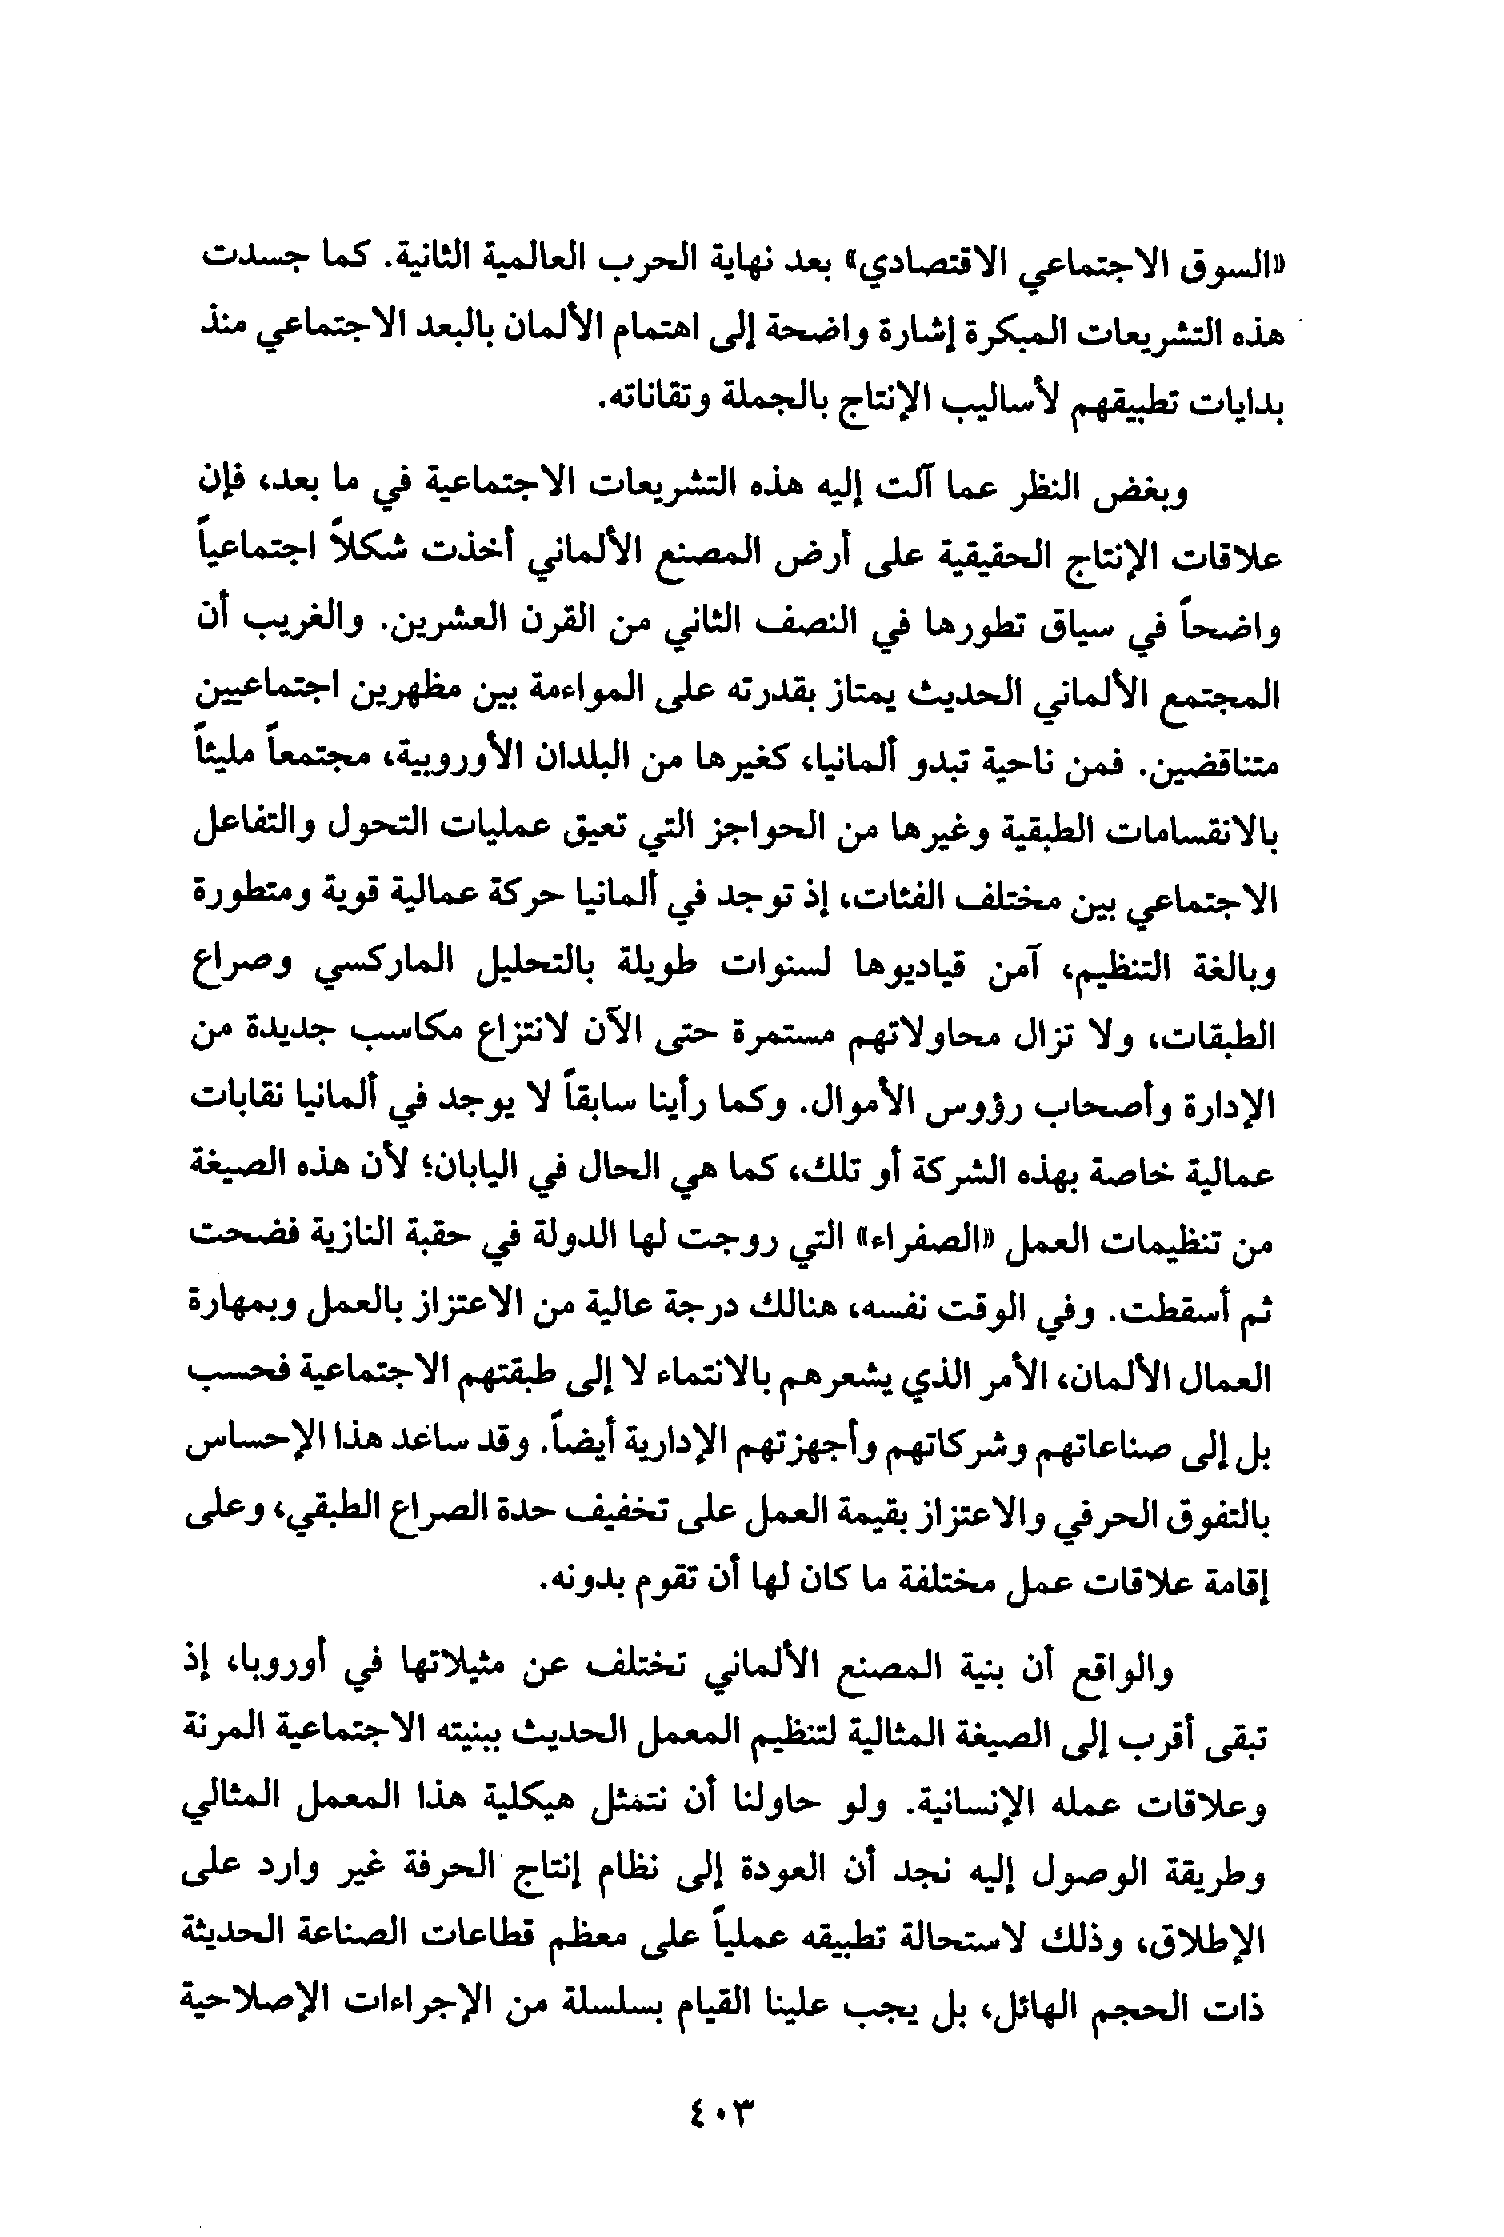 «السوق الاجتماعي الاقتصادي» بعد نهاية الحرب العالمية الثانية. كما جسدت
هذه التشريعات المبكرة إشارة واضحة إلى اهتمام الألمان بالبعد الاجتماعي منذ
بدايات تطبيقهم لأساليب الإنتاج بالجملة وتقاناته.
وبغض النظر عما آلت إليه هذه التشريعات الاجتماعية في ما بعد، فإن
علاقات الإنتاج الحقيقية على أرض المصنع الألماني أخذت شكلاً اجتماعياً
واضحاً في سياق تطورها في النصف الثاني من القرن العشرين. والغريب أن
المجتمع الألماني الحديث يمتاز بقدرته على المواءمة بين مظهرين اجتماعيين
متناقضين. فمن ناحية تبدو ألمانيا، كغيرها من البلدان الأوروبية، مجتمعاً مليئاً
بالانقسامات الطبقية وغيرها من الحواجز التي تعيق عمليات التحول والتفاعل
الاجتماعي بين مختلف الفئات، إذ توجد في ألمانيا حركة عمالية قوية ومتطورة
وبالغة التنظيم، آمن قياديوها لسنوات طويلة بالتحليل الماركسي وصراع
الطبقات، ولا تزال محاولاتهم مستمرة حتى الآن لانتزاع مكاسب جديدة من
الإدارة وأصحاب رؤوس الأموال. وكما رأينا سابقاً لا يوجد في ألمانيا نقابات
عمالية خاصة بهذه الشركة أو تلك، كما هي الحال في اليابان؛ لأن هذه الصيغة
من تنظيمات العمل «الصفراء» التي روجت لها الدولة في حقبة النازية فضحت
ثم أسقطت. وفي الوقت نفسه، هنالك درجة عالية من الاعتزاز بالعمل وبمهارة
العمال الألمان، الأمر الذي يشعرهم بالانتماء لا إلى طبقتهم الاجتماعية فحسب
بل إلى صناعاتهم وشركاتهم وأجهزتهم الإدارية أيضاً. وقد ساعد هذا الإحساس
بالتفوق الحرفي والاعتزاز بقيمة العمل على تخفيف حدة الصراع الطبقي، وعلى
إقامة علاقات عمل مختلفة ما كان لها أن تقوم بدونه.
والواقع أن بنية المصنع الألماني تختلف عن مثيلاتها في أوروبا، إذ
تبقى أقرب إلى الصيغة المثالية لتنظيم المعمل الحديث ببنيته الاجتماعية المرنة
وعلاقات عمله الإنسانية. ولو حاولنا أن نتمثل هيكلية هذا المعمل المثالي
وطريقة الوصول إليه نجد أن العودة إلى نظام إنتاج الحرفة غير وارد على
الإطلاق، وذلك لاستحالة تطبيقه عملياً على معظم قطاعات الصناعة الحديثة
ذات الحجم الهائل، بل يجب علينا القيام بسلسلة من الإجراءات الإصلاحية
٤٠٣